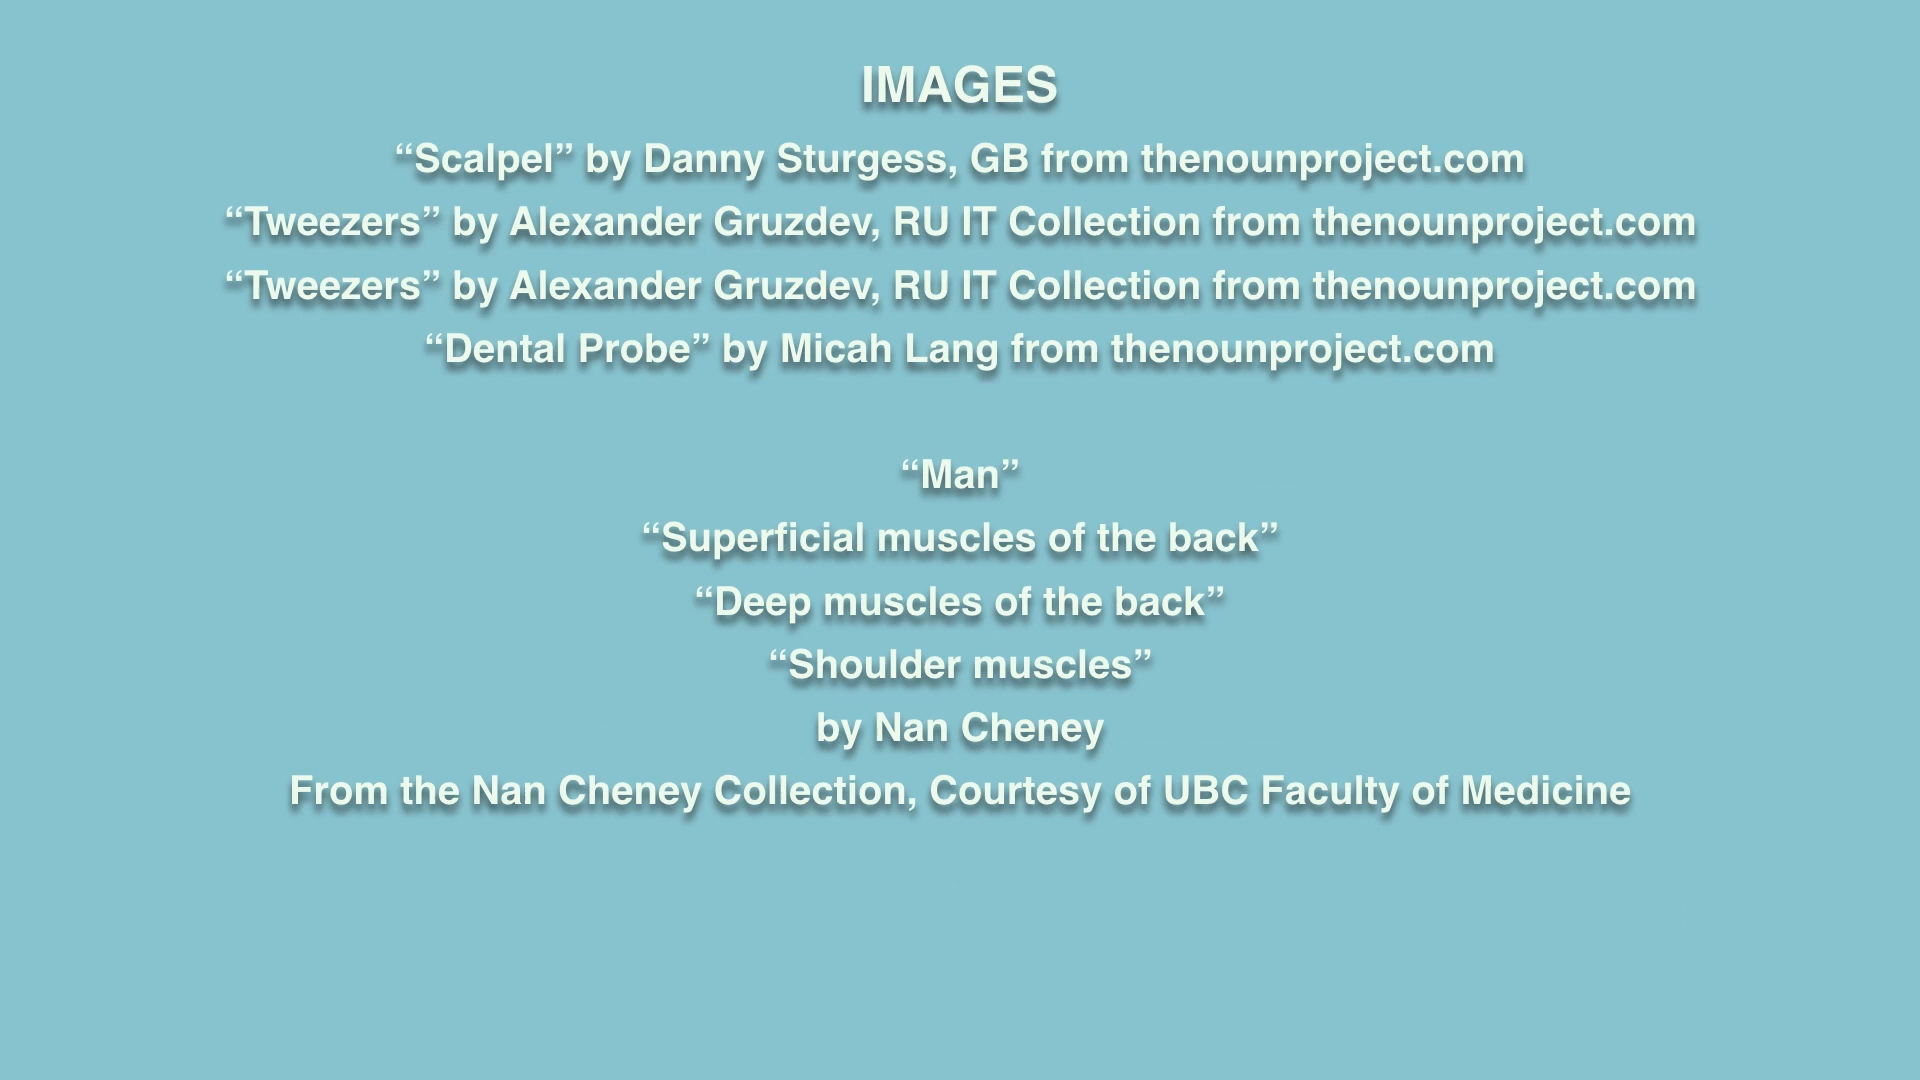 IMAGES
“Scalpel” by Danny Sturgess, GB from thenounproject.com
“Tweezers” by Alexander Gruzdev, RU IT Collection from thenounproject.com
“Tweezers” by Alexander Gruzdev, RU IT Collection from thenounproject.com
“Dental Probe” by Micah Lang from thenounproject.com
“Man”
“Superficial muscles of the back”
“Deep muscles of the back”
“Shoulder muscles”
by Nan Cheney
From the Nan Cheney Collection, Courtesy of UBC Faculty of Medicine